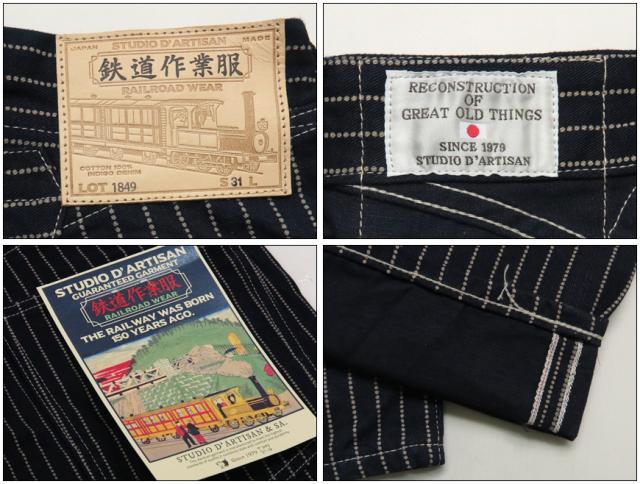 JAPAN MADE
STUDIO D'ARTISAN
鉄道作業服
RAILROAD WEAR
COTTON 100%
INDIGO DENIM
LOT 1849 S 31 L
RECONSTRUCTION
OF
GREAT OLD THINGS
SINCE 1979
STUDIO D'ARTISAN
STUDIO D'ARTISAN
GUARANTEED GARMENT
鉄道作業服
RAILROAD WEAR
THE RAILWAY WAS BORN
150 YEARS AGO.
STUDIO D'ARTISAN & SA.
Since 1979